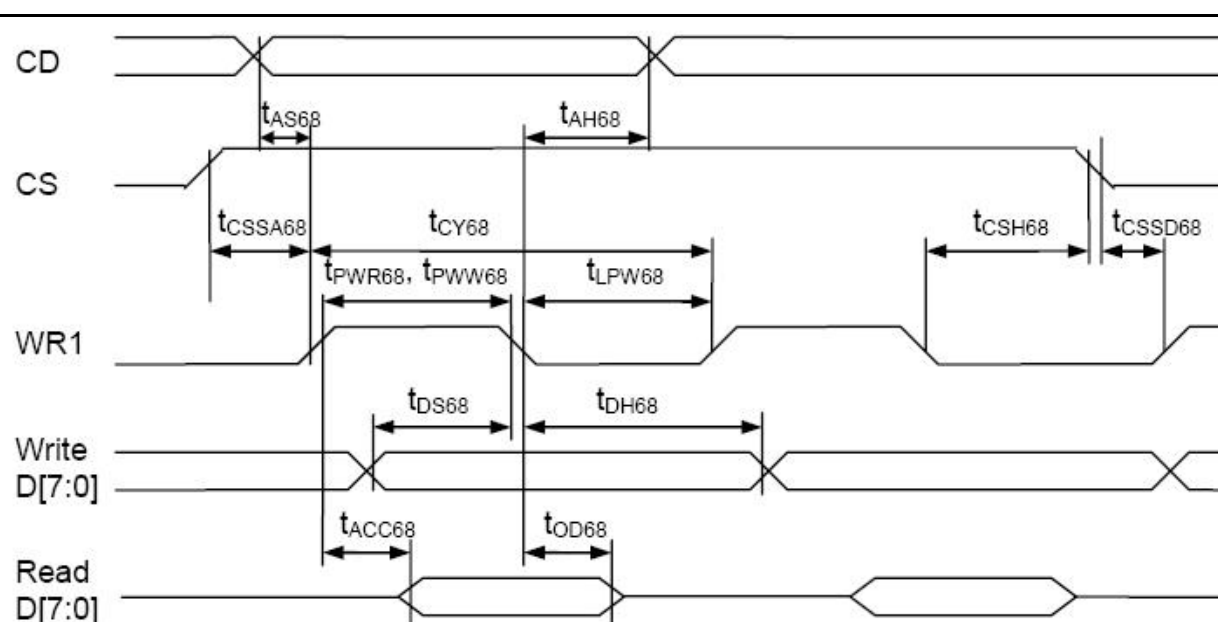 CD
tAS68
tAH68
CS
tCSSA68
tCY68
tCSH68
tCSSD68
tPWR68, tPWW68
tLPW68
WR1
tDS68
tDH68
Write
D[7:0]
tACC68
tOD68
Read
D[7:0]